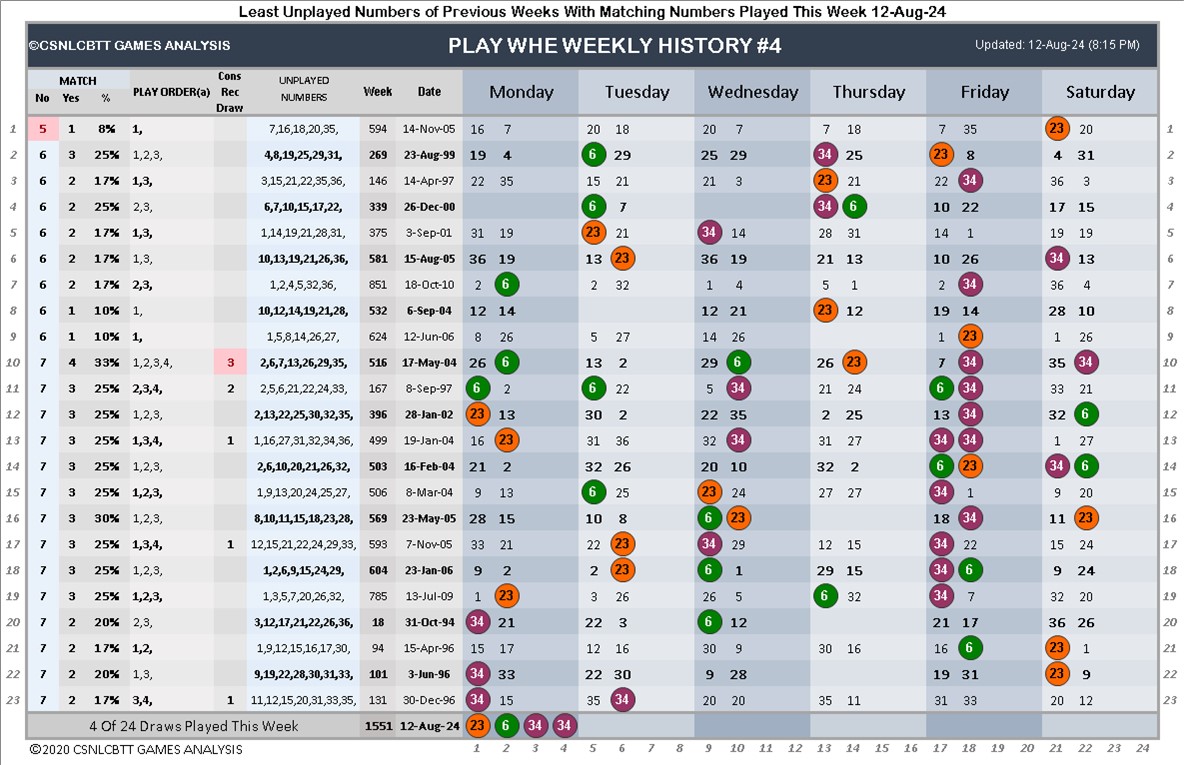 Least Unplayed Numbers of Previous Weeks With Matching Numbers Played This Week 12-Aug-24
©CSNLCBTT GAMES ANALYSIS PLAY WHE WEEKLY HISTORY #4 Updated: 12-Aug-24 (8:15 PM)
MATCH PLAY ORDER(a) Cons Rec Draw UNPLAYED NUMBERS Week Date Monday Tuesday Wednesday Thursday Friday Saturday
No Yes %
1 5 1 8% 1, 7,16,18,20,35, 594 14-Nov-05 16 7 20 18 20 7 7 18 7 35 23 20 1
2 6 3 25% 1,2,3, 4,8,19,25,29,31, 269 23-Aug-99 19 4 6 29 25 29 34 25 23 8 4 31 2
3 6 2 17% 1,3, 3,15,21,22,35,36, 146 14-Apr-97 22 35 15 21 21 3 23 21 22 34 36 3 3
4 6 2 25% 2,3, 6,7,10,15,17,22, 339 26-Dec-00 6 7 34 6 10 22 17 15 4
5 6 2 17% 1,3, 1,14,19,21,28,31, 375 3-Sep-01 31 19 23 21 34 14 28 31 14 1 19 19 5
6 6 2 17% 1,3, 10,13,19,21,26,36, 581 15-Aug-05 36 19 13 23 36 19 21 13 10 26 34 13 6
7 6 2 17% 2,3, 1,2,4,5,32,36, 851 18-Oct-10 2 6 2 32 1 4 5 1 2 34 36 4 7
8 6 1 10% 1, 10,12,14,19,21,28, 532 6-Sep-04 12 14 12 21 23 12 19 14 28 10 8
9 6 1 10% 1, 1,5,8,14,26,27, 624 12-Jun-06 8 26 5 27 14 26 1 23 1 26 9
10 7 4 33% 1,2,3,4, 3 2,6,7,13,26,29,35, 516 17-May-04 26 6 13 2 29 6 26 23 7 34 35 34 10
11 7 3 25% 2,3,4, 2 2,5,6,21,22,24,33, 167 8-Sep-97 6 2 6 22 5 34 21 24 6 34 33 21 11
12 7 3 25% 1,2,3, 2,13,22,25,30,32,35, 396 28-Jan-02 23 13 30 2 22 35 2 25 13 34 32 6 12
13 7 3 25% 1,3,4, 1 1,16,27,31,32,34,36, 499 19-Jan-04 16 23 31 36 32 34 31 27 34 34 1 27 13
14 7 3 25% 1,2,3, 2,6,10,20,21,26,32, 503 16-Feb-04 21 2 32 26 20 10 32 2 6 23 34 6 14
15 7 3 25% 1,2,3, 1,9,13,20,24,25,27, 506 8-Mar-04 9 13 6 25 23 24 27 27 34 1 9 20 15
16 7 3 30% 1,2,3, 8,10,11,15,18,23,28, 569 23-May-05 28 15 10 8 6 23 18 34 11 23 16
17 7 3 25% 1,3,4, 1 12,15,21,22,24,29,33, 593 7-Nov-05 33 21 22 23 34 29 12 15 34 22 15 24 17
18 7 3 25% 1,2,3, 1,2,6,9,15,24,29, 604 23-Jan-06 9 2 2 23 6 1 29 15 34 6 9 24 18
19 7 3 25% 1,2,3, 1,3,5,7,20,26,32, 785 13-Jul-09 1 23 3 26 26 5 6 32 34 7 32 20 19
20 7 2 20% 2,3, 3,12,17,21,22,26,36, 18 31-Oct-94 34 21 22 3 6 12 21 17 36 26 20
21 7 2 17% 1,2, 1,9,12,15,16,17,30, 94 15-Apr-96 15 17 12 16 30 9 30 16 16 6 23 1 21
22 7 2 20% 1,3, 9,19,22,28,30,31,33, 101 3-Jun-96 34 33 22 30 9 28 19 31 23 9 22
23 7 2 17% 3,4, 1 11,12,15,20,31,33,35, 131 30-Dec-96 34 15 35 34 20 20 35 11 31 33 20 12 23
4 Of 24 Draws Played This Week 1551 12-Aug-24 23 6 34 34
©2020 CSNLCBTT GAMES ANALYSIS 1 2 3 4 5 6 7 8 9 10 11 12 13 14 15 16 17 18 19 20 21 22 23 24